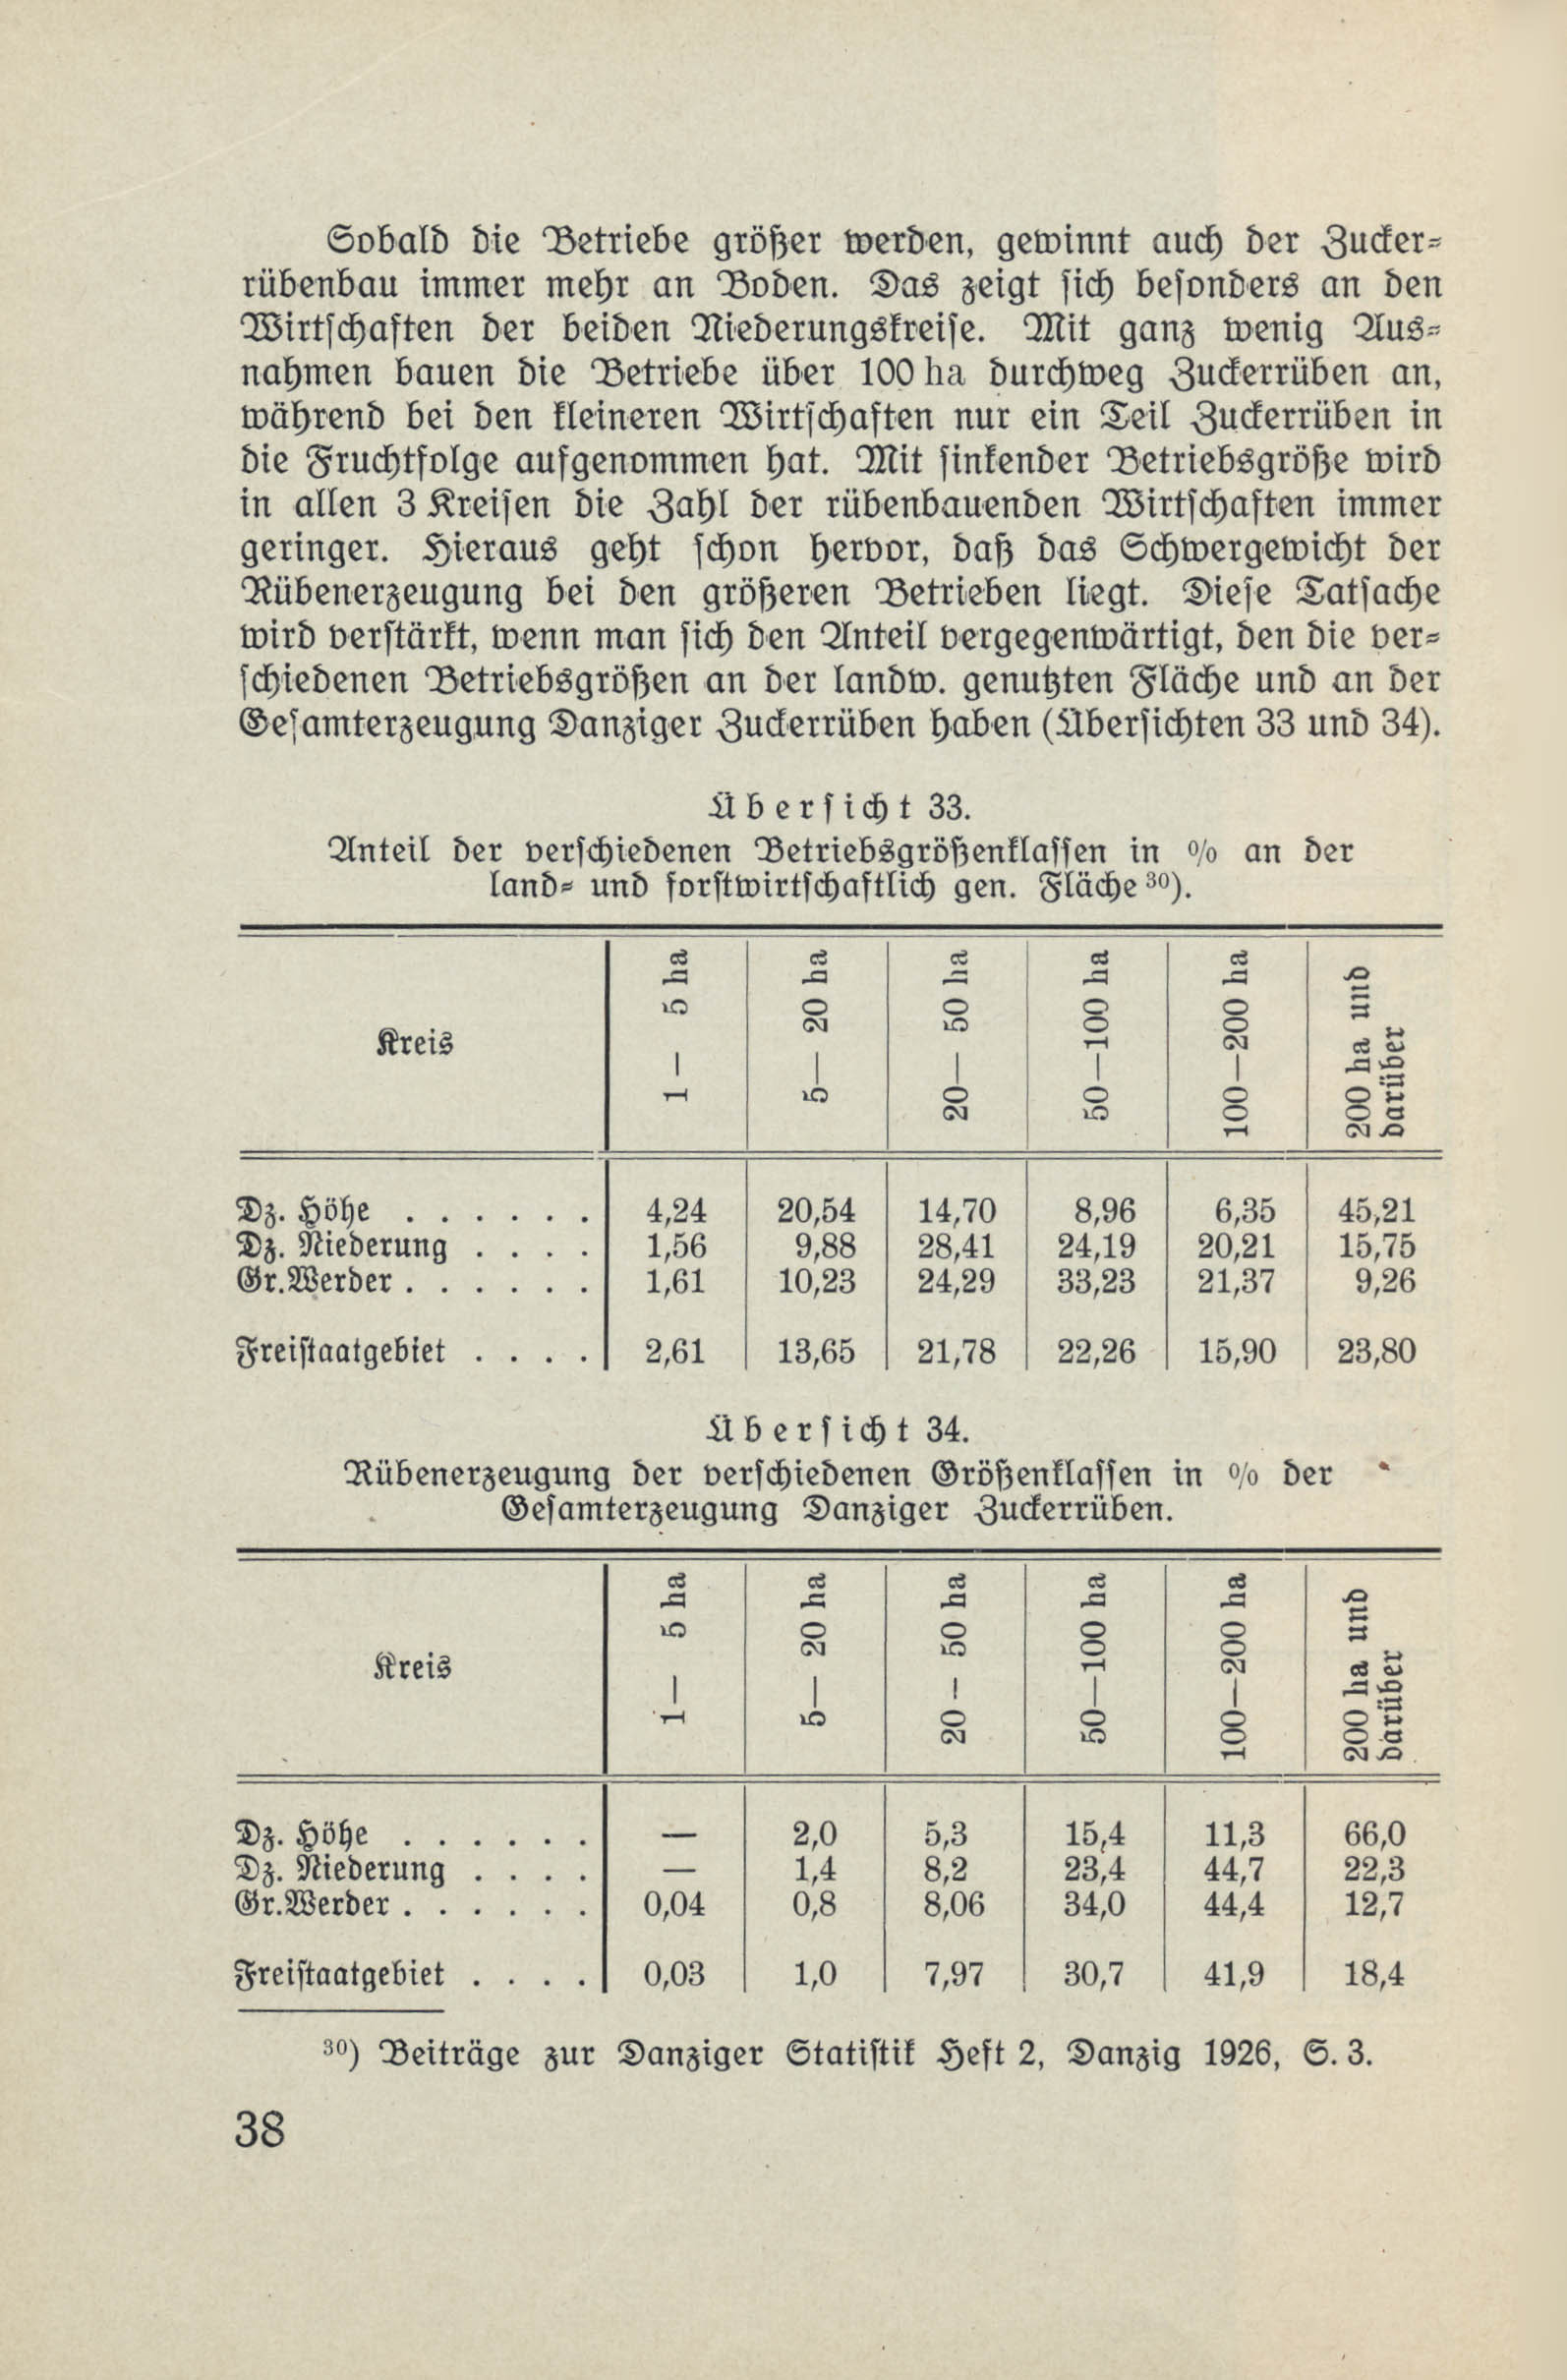 Sobald die Betriebe größer werden, gewinnt auch der Zucker-
rübenbau immer mehr an Boden. Das zeigt sich besonders an den
Wirtschaften der beiden Niederungskreise. Mit ganz wenig Aus-
nahmen bauen die Betriebe über 100 ha durchweg Zuckerrüben an,
während bei den kleineren Wirtschaften nur ein Teil Zuckerrüben in
die Fruchtfolge aufgenommen hat. Mit sinkender Betriebsgröße wird
in allen 3 Kreisen die Zahl der rübenbauenden Wirtschaften immer
geringer. Hieraus geht schon hervor, daß das Schwergewicht der
Rübenerzeugung bei den größeren Betrieben liegt. Diese Tatsache
wird verstärkt, wenn man sich den Anteil vergegenwärtigt, den die ver-
schiedenen Betriebsgrößen an der landw. genutzten Fläche und an der
Gesamterzeugung Danziger Zuckerrüben haben (Übersichten 33 und 34).
Übersicht 33.
Anteil der verschiedenen Betriebsgrößenklassen in % an der
land- und forstwirtschaftlich gen. Fläche ³⁰).
Kreis 1— 5 ha 5— 20 ha 20— 50 ha 50—100 ha 100—200 ha 200 ha und darüber
Dz. Höhe . . . . . . 4,24 20,54 14,70 8,96 6,35 45,21
Dz. Niederung . . . . 1,56 9,88 28,41 24,19 20,21 15,75
Gr. Werder . . . . . . 1,61 10,23 24,29 33,23 21,37 9,26
Freistaatgebiet . . . . 2,61 13,65 21,78 22,26 15,90 23,80
Übersicht 34.
Rübenerzeugung der verschiedenen Größenklassen in % der
Gesamterzeugung Danziger Zuckerrüben.
Kreis 1— 5 ha 5— 20 ha 20 – 50 ha 50—100 ha 100—200 ha 200 ha und darüber
Dz. Höhe . . . . . . — 2,0 5,3 15,4 11,3 66,0
Dz. Niederung . . . . — 1,4 8,2 23,4 44,7 22,3
Gr. Werder . . . . . . 0,04 0,8 8,06 34,0 44,4 12,7
Freistaatgebiet . . . . 0,03 1,0 7,97 30,7 41,9 18,4
³⁰) Beiträge zur Danziger Statistik Heft 2, Danzig 1926, S. 3.
38